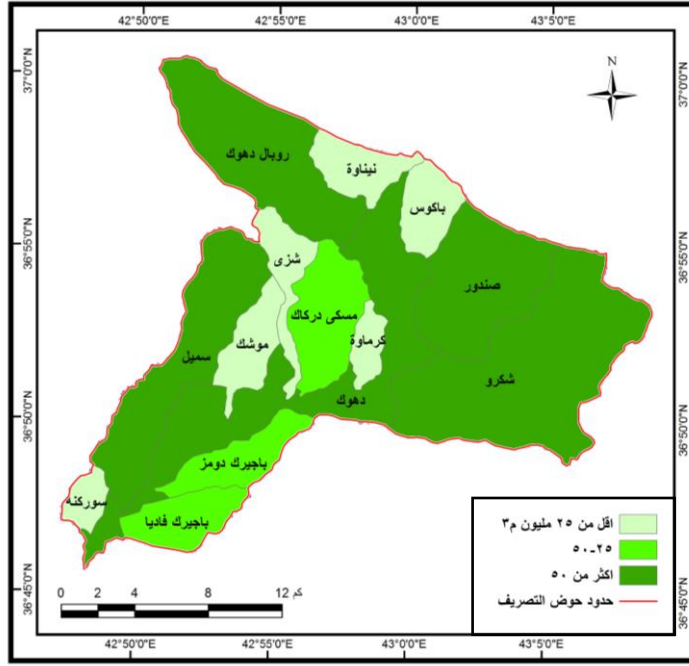 42°50'0"E 42°55'0"E 43°0'0"E 43°5'0"E
37°0'0"N
37°0'0"N
N
روبال دهوك
نيناوة
باكوس
36°55'0"N
36°55'0"N
شزى
صندور
مسكى دركاك
كرماوة
موشك
سميل
شكرو
دهوك
36°50'0"N
36°50'0"N
باجيرك دومز
سوركنه
باجيرك فاديا
اقل من ٢٥ مليون م٣
٢٥-٥٠
اكثر من ٥٠
حدود حوض التصريف
36°45'0"N
36°45'0"N
0 2 4 8 12 كم
42°50'0"E 42°55'0"E 43°0'0"E 43°5'0"E